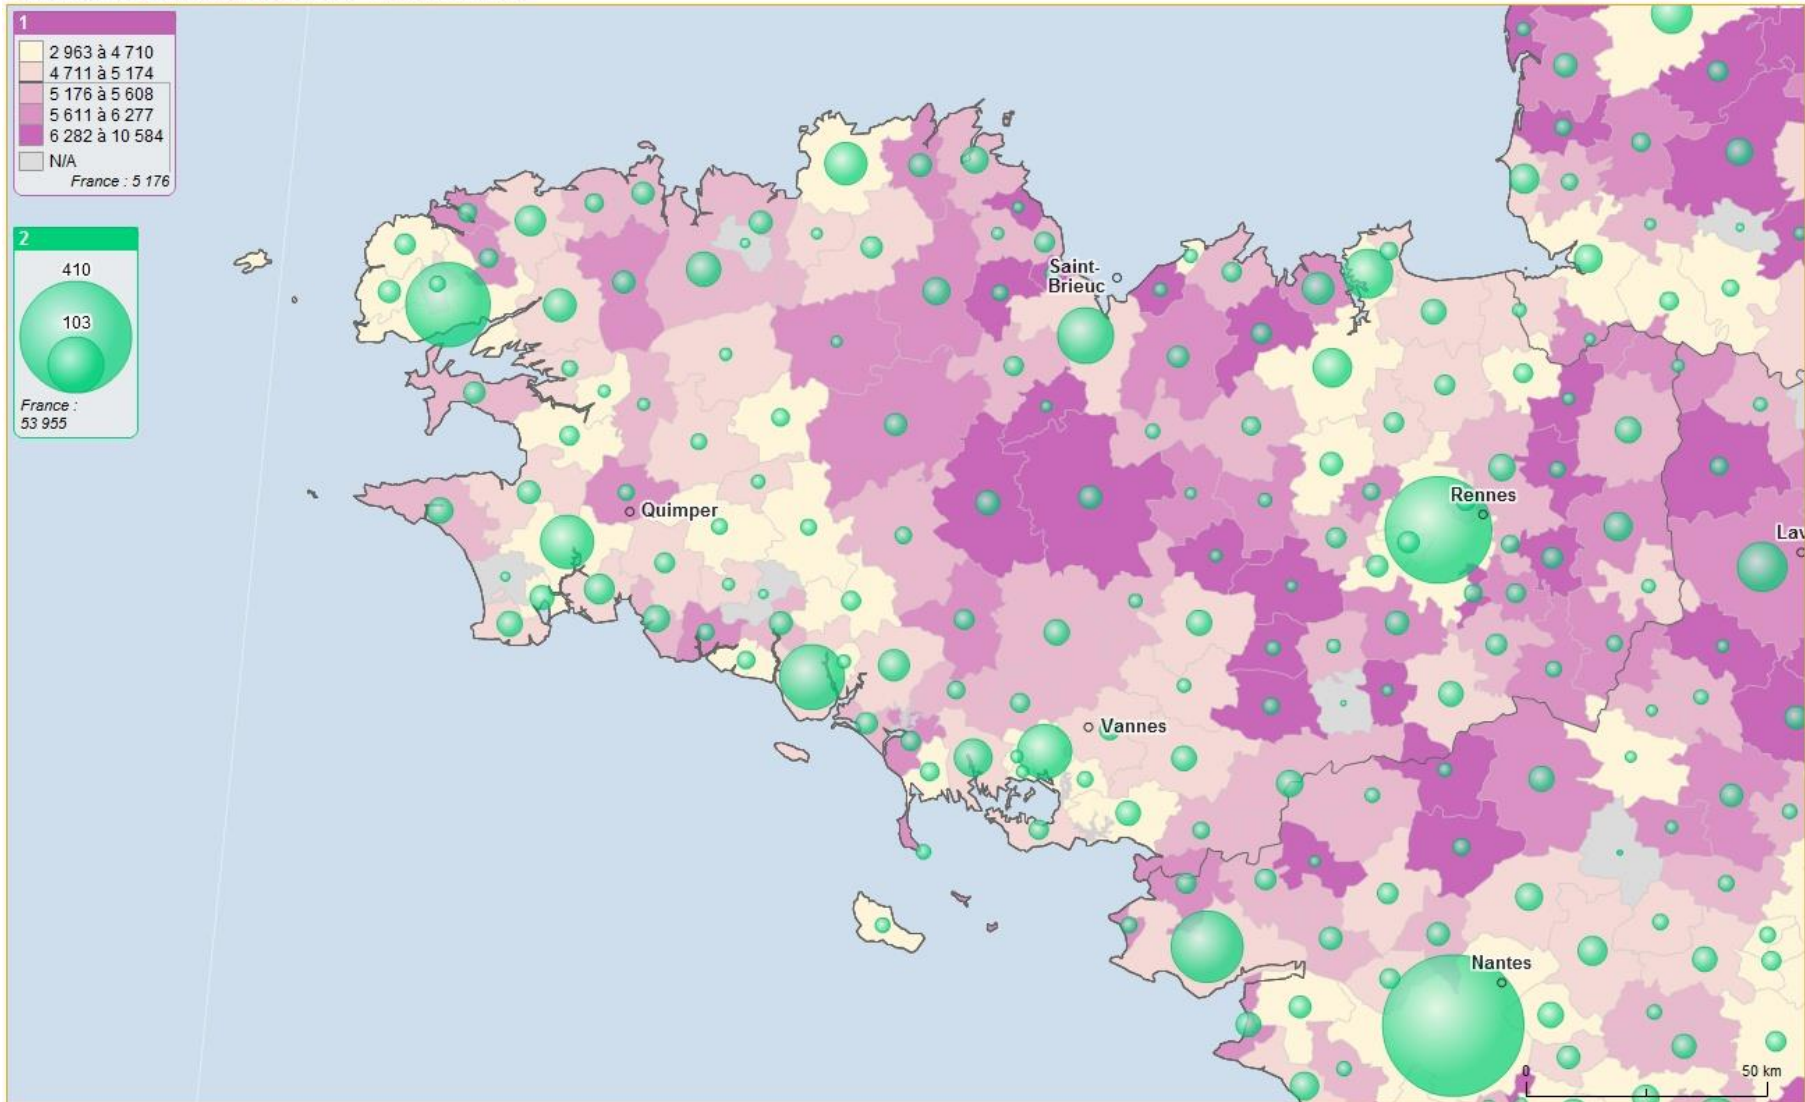 1
2 963 à 4 710
4 711 à 5 174
5 176 à 5 608
5 611 à 6 277
6 282 à 10 584
N/A
France : 5 176
2
410
103
France :
53 955
Saint-
Brieuc
Rennes
Quimper
Lav
Vannes
Nantes
0
50 km